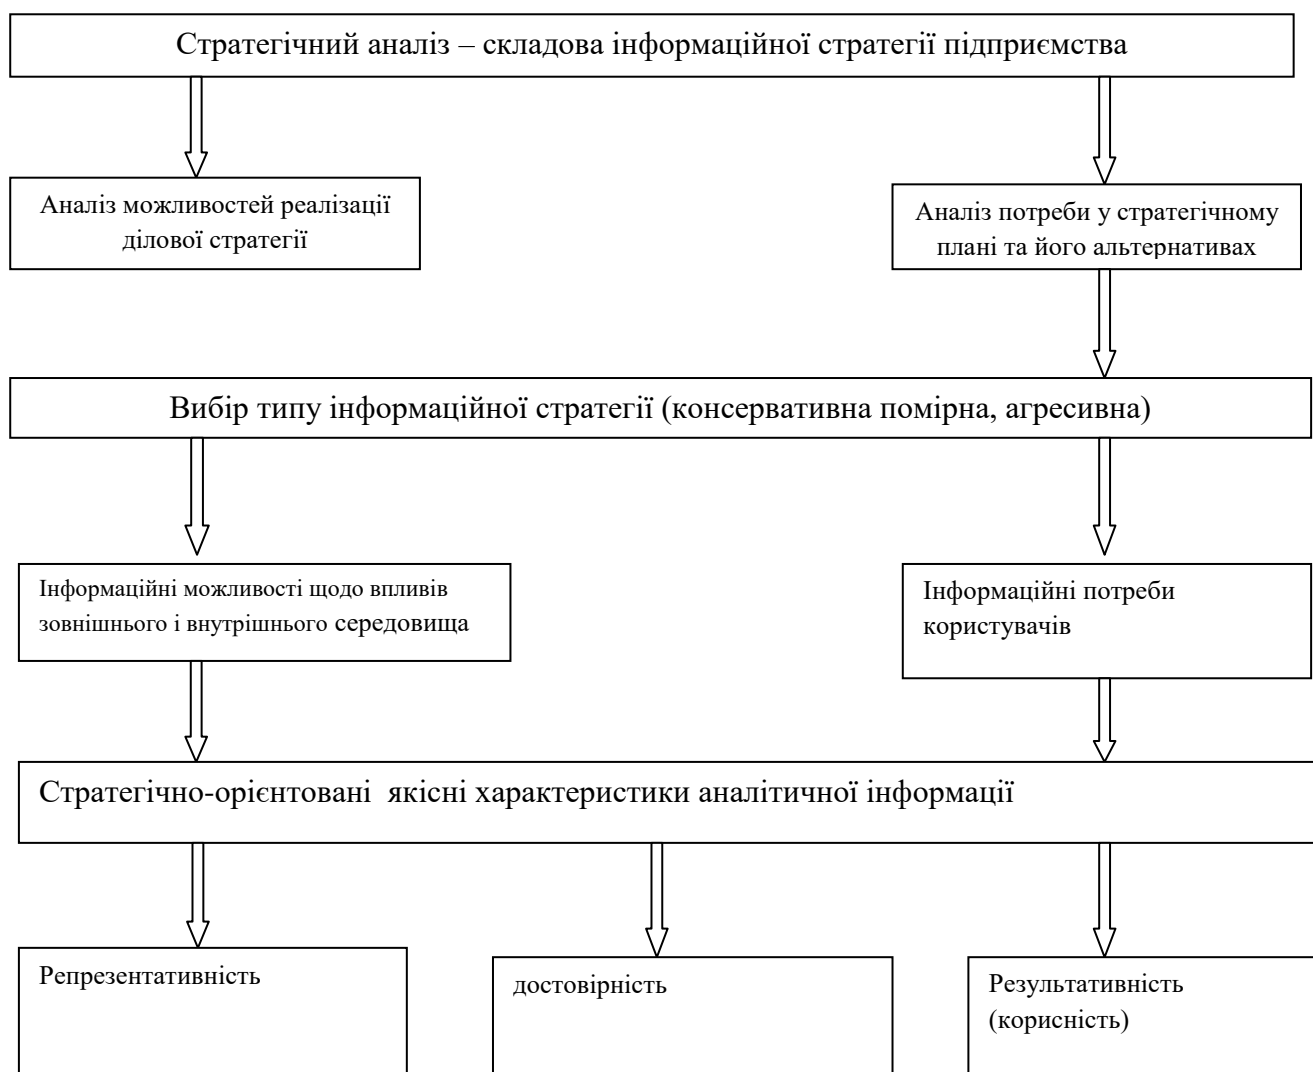 Стратегічний аналіз – складова інформаційної стратегії підприємства
Аналіз можливостей реалізації
ділової стратегії
Аналіз потреби у стратегічному
плані та його альтернативах
Вибір типу інформаційної стратегії (консервативна помірна, агресивна)
Інформаційні можливості щодо впливів
зовнішнього і внутрішнього середовища
Інформаційні потреби
користувачів
Стратегічно-орієнтовані  якісні характеристики аналітичної інформації
Репрезентативність
достовірність
Результативність
(корисність)